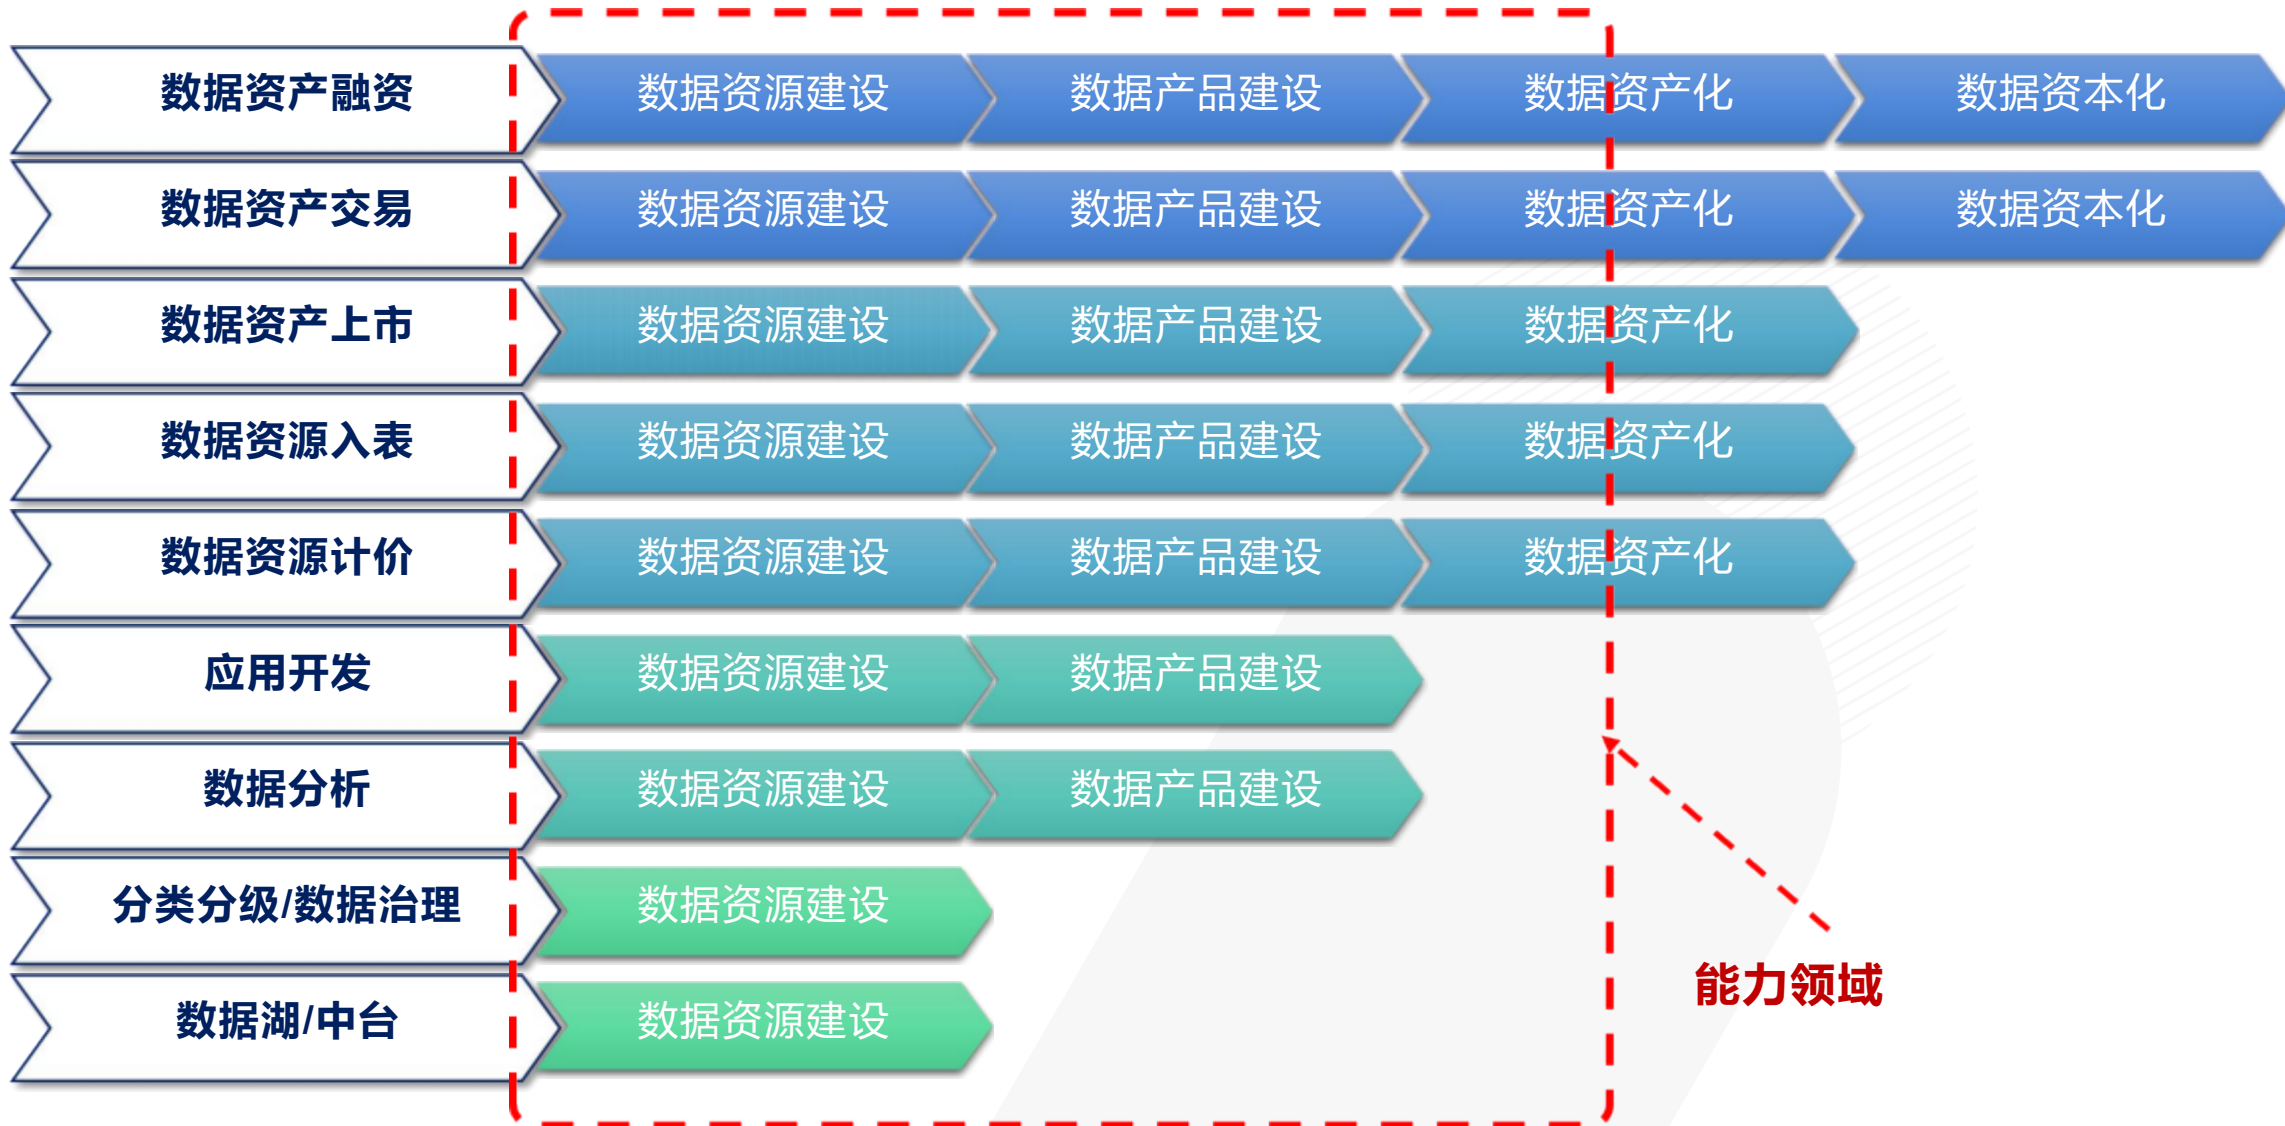 数据资产融资 数据资源建设 数据产品建设 数据资产化 数据资本化
数据资产交易 数据资源建设 数据产品建设 数据资产化 数据资本化
数据资产上市 数据资源建设 数据产品建设 数据资产化
数据资源入表 数据资源建设 数据产品建设 数据资产化
数据资源计价 数据资源建设 数据产品建设 数据资产化
应用开发 数据资源建设 数据产品建设
数据分析 数据资源建设 数据产品建设
分类分级/数据治理 数据资源建设
能力领域
数据湖/中台 数据资源建设